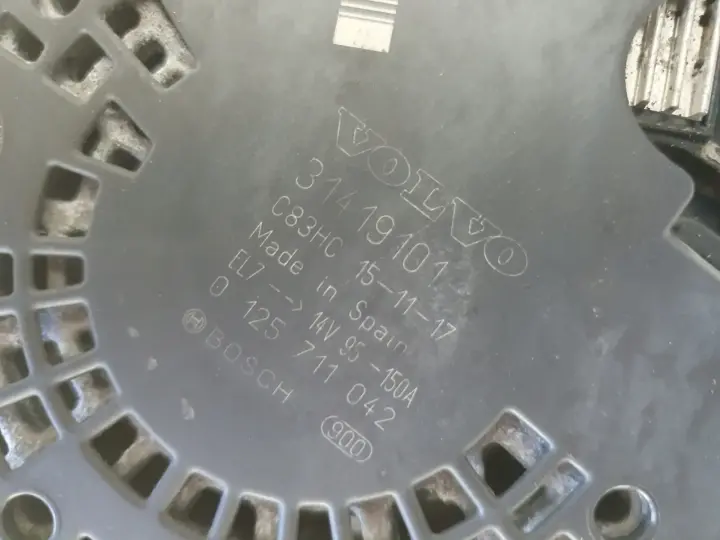 VOLVO
31419101
C83HC 15-11-17
Made in Spain
EL7 --> 14V 95-150A
0 125 711 042
BOSCH
900